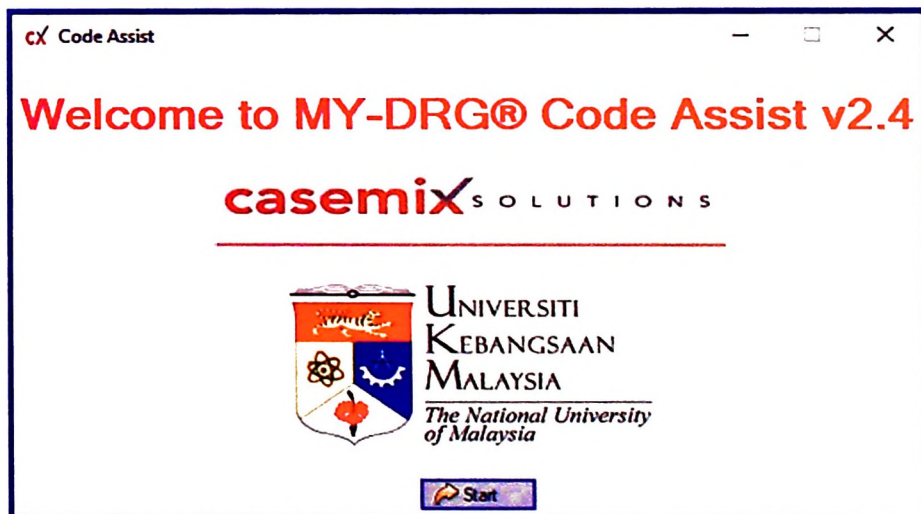 cx Code Assist
Welcome to MY-DRG® Code Assist v2.4
casemix SOLUTIONS
UNIVERSITI
KEBANGSAAN
MALAYSIA
The National University
of Malaysia
Start